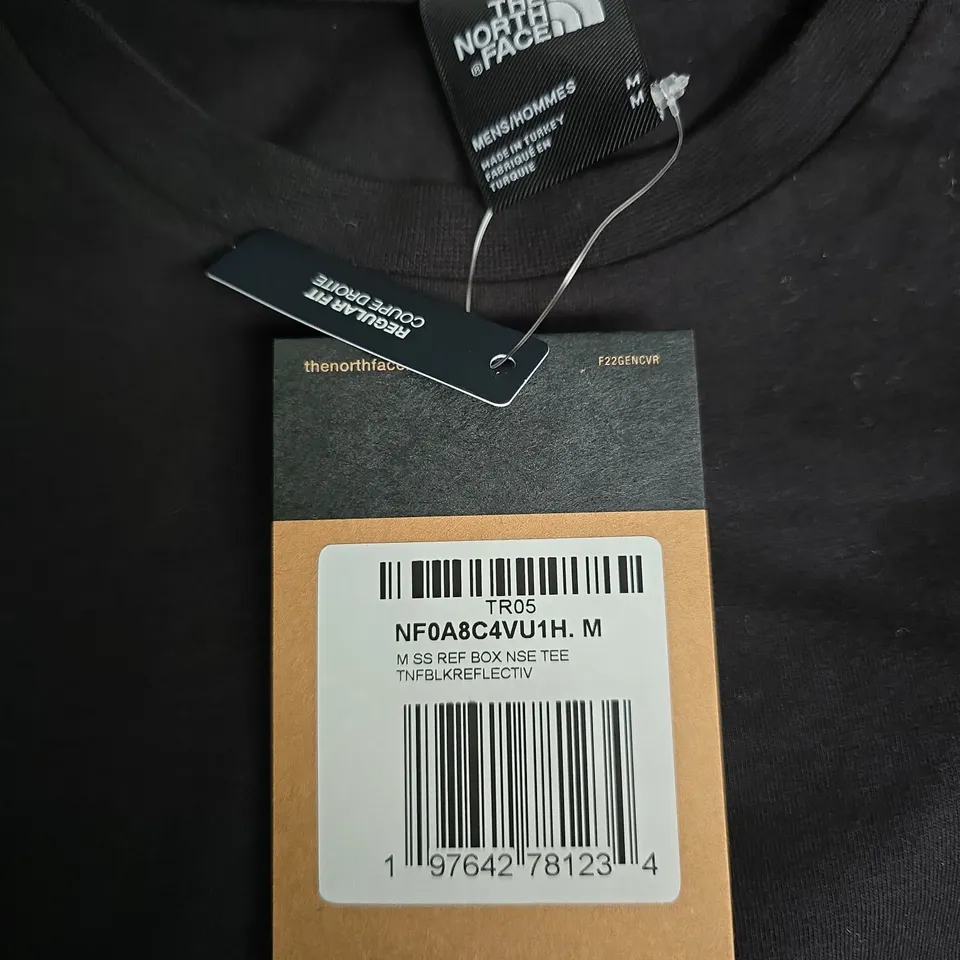 THE
NORTH
FACE
®
MENS/HOMMES
M
M
MADE IN TURKEY
FABRIQUÉ EN
TURQUIE
REGULAR FIT
COUPE DROITE
thenorthface
F22GENCVR
TR05
NF0A8C4VU1H. M
M SS REF BOX NSE TEE
TNFBLKREFLECTIV
1 97642 78123 4